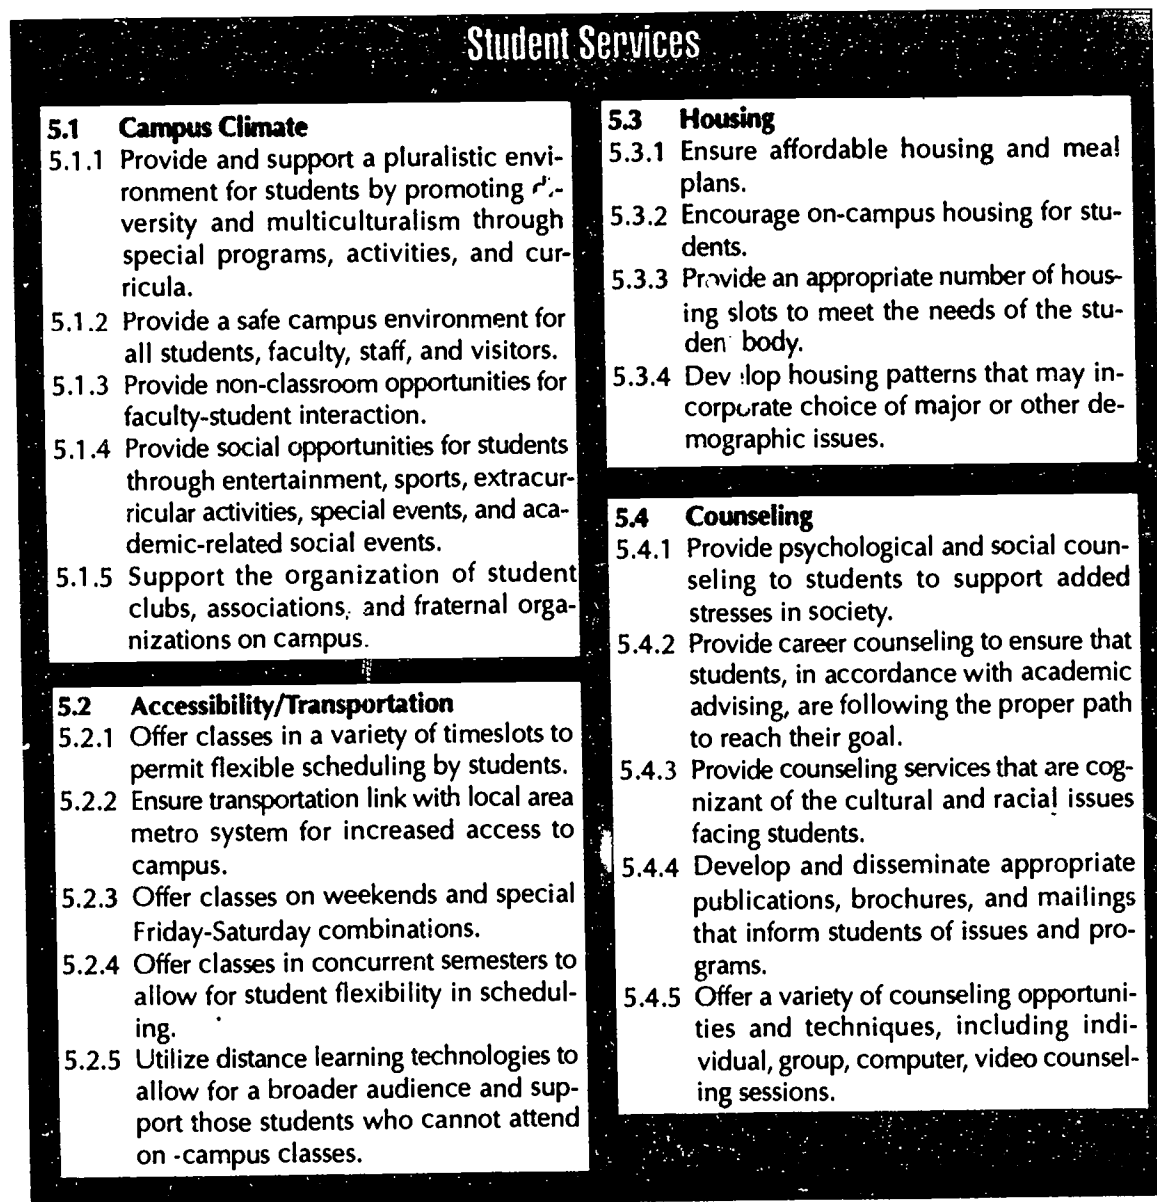 Student Services
5.1 Campus Climate
5.1.1 Provide and support a pluralistic envi-
ronment for students by promoting di-
versity and multiculturalism through
special programs, activities, and cur-
ricula.
5.1.2 Provide a safe campus environment for
all students, faculty, staff, and visitors.
5.1.3 Provide non-classroom opportunities for
faculty-student interaction.
5.1.4 Provide social opportunities for students
through entertainment, sports, extracur-
ricular activities, special events, and aca-
demic-related social events.
5.1.5 Support the organization of student
clubs, associations, and fraternal orga-
nizations on campus.
5.2 Accessibility/Transportation
5.2.1 Offer classes in a variety of timeslots to
permit flexible scheduling by students.
5.2.2 Ensure transportation link with local area
metro system for increased access to
campus.
5.2.3 Offer classes on weekends and special
Friday-Saturday combinations.
5.2.4 Offer classes in concurrent semesters to
allow for student flexibility in schedul-
ing.
5.2.5 Utilize distance learning technologies to
allow for a broader audience and sup-
port those students who cannot attend
on-campus classes.
5.3 Housing
5.3.1 Ensure affordable housing and meal
plans.
5.3.2 Encourage on-campus housing for stu-
dents.
5.3.3 Provide an appropriate number of hous-
ing slots to meet the needs of the stu-
dent body.
5.3.4 Develop housing patterns that may in-
corporate choice of major or other de-
mographic issues.
5.4 Counseling
5.4.1 Provide psychological and social coun-
seling to students to support added
stresses in society.
5.4.2 Provide career counseling to ensure that
students, in accordance with academic
advising, are following the proper path
to reach their goal.
5.4.3 Provide counseling services that are cog-
nizant of the cultural and racial issues
facing students.
5.4.4 Develop and disseminate appropriate
publications, brochures, and mailings
that inform students of issues and pro-
grams.
5.4.5 Offer a variety of counseling opportuni-
ties and techniques, including indi-
vidual, group, computer, video counsel-
ing sessions.